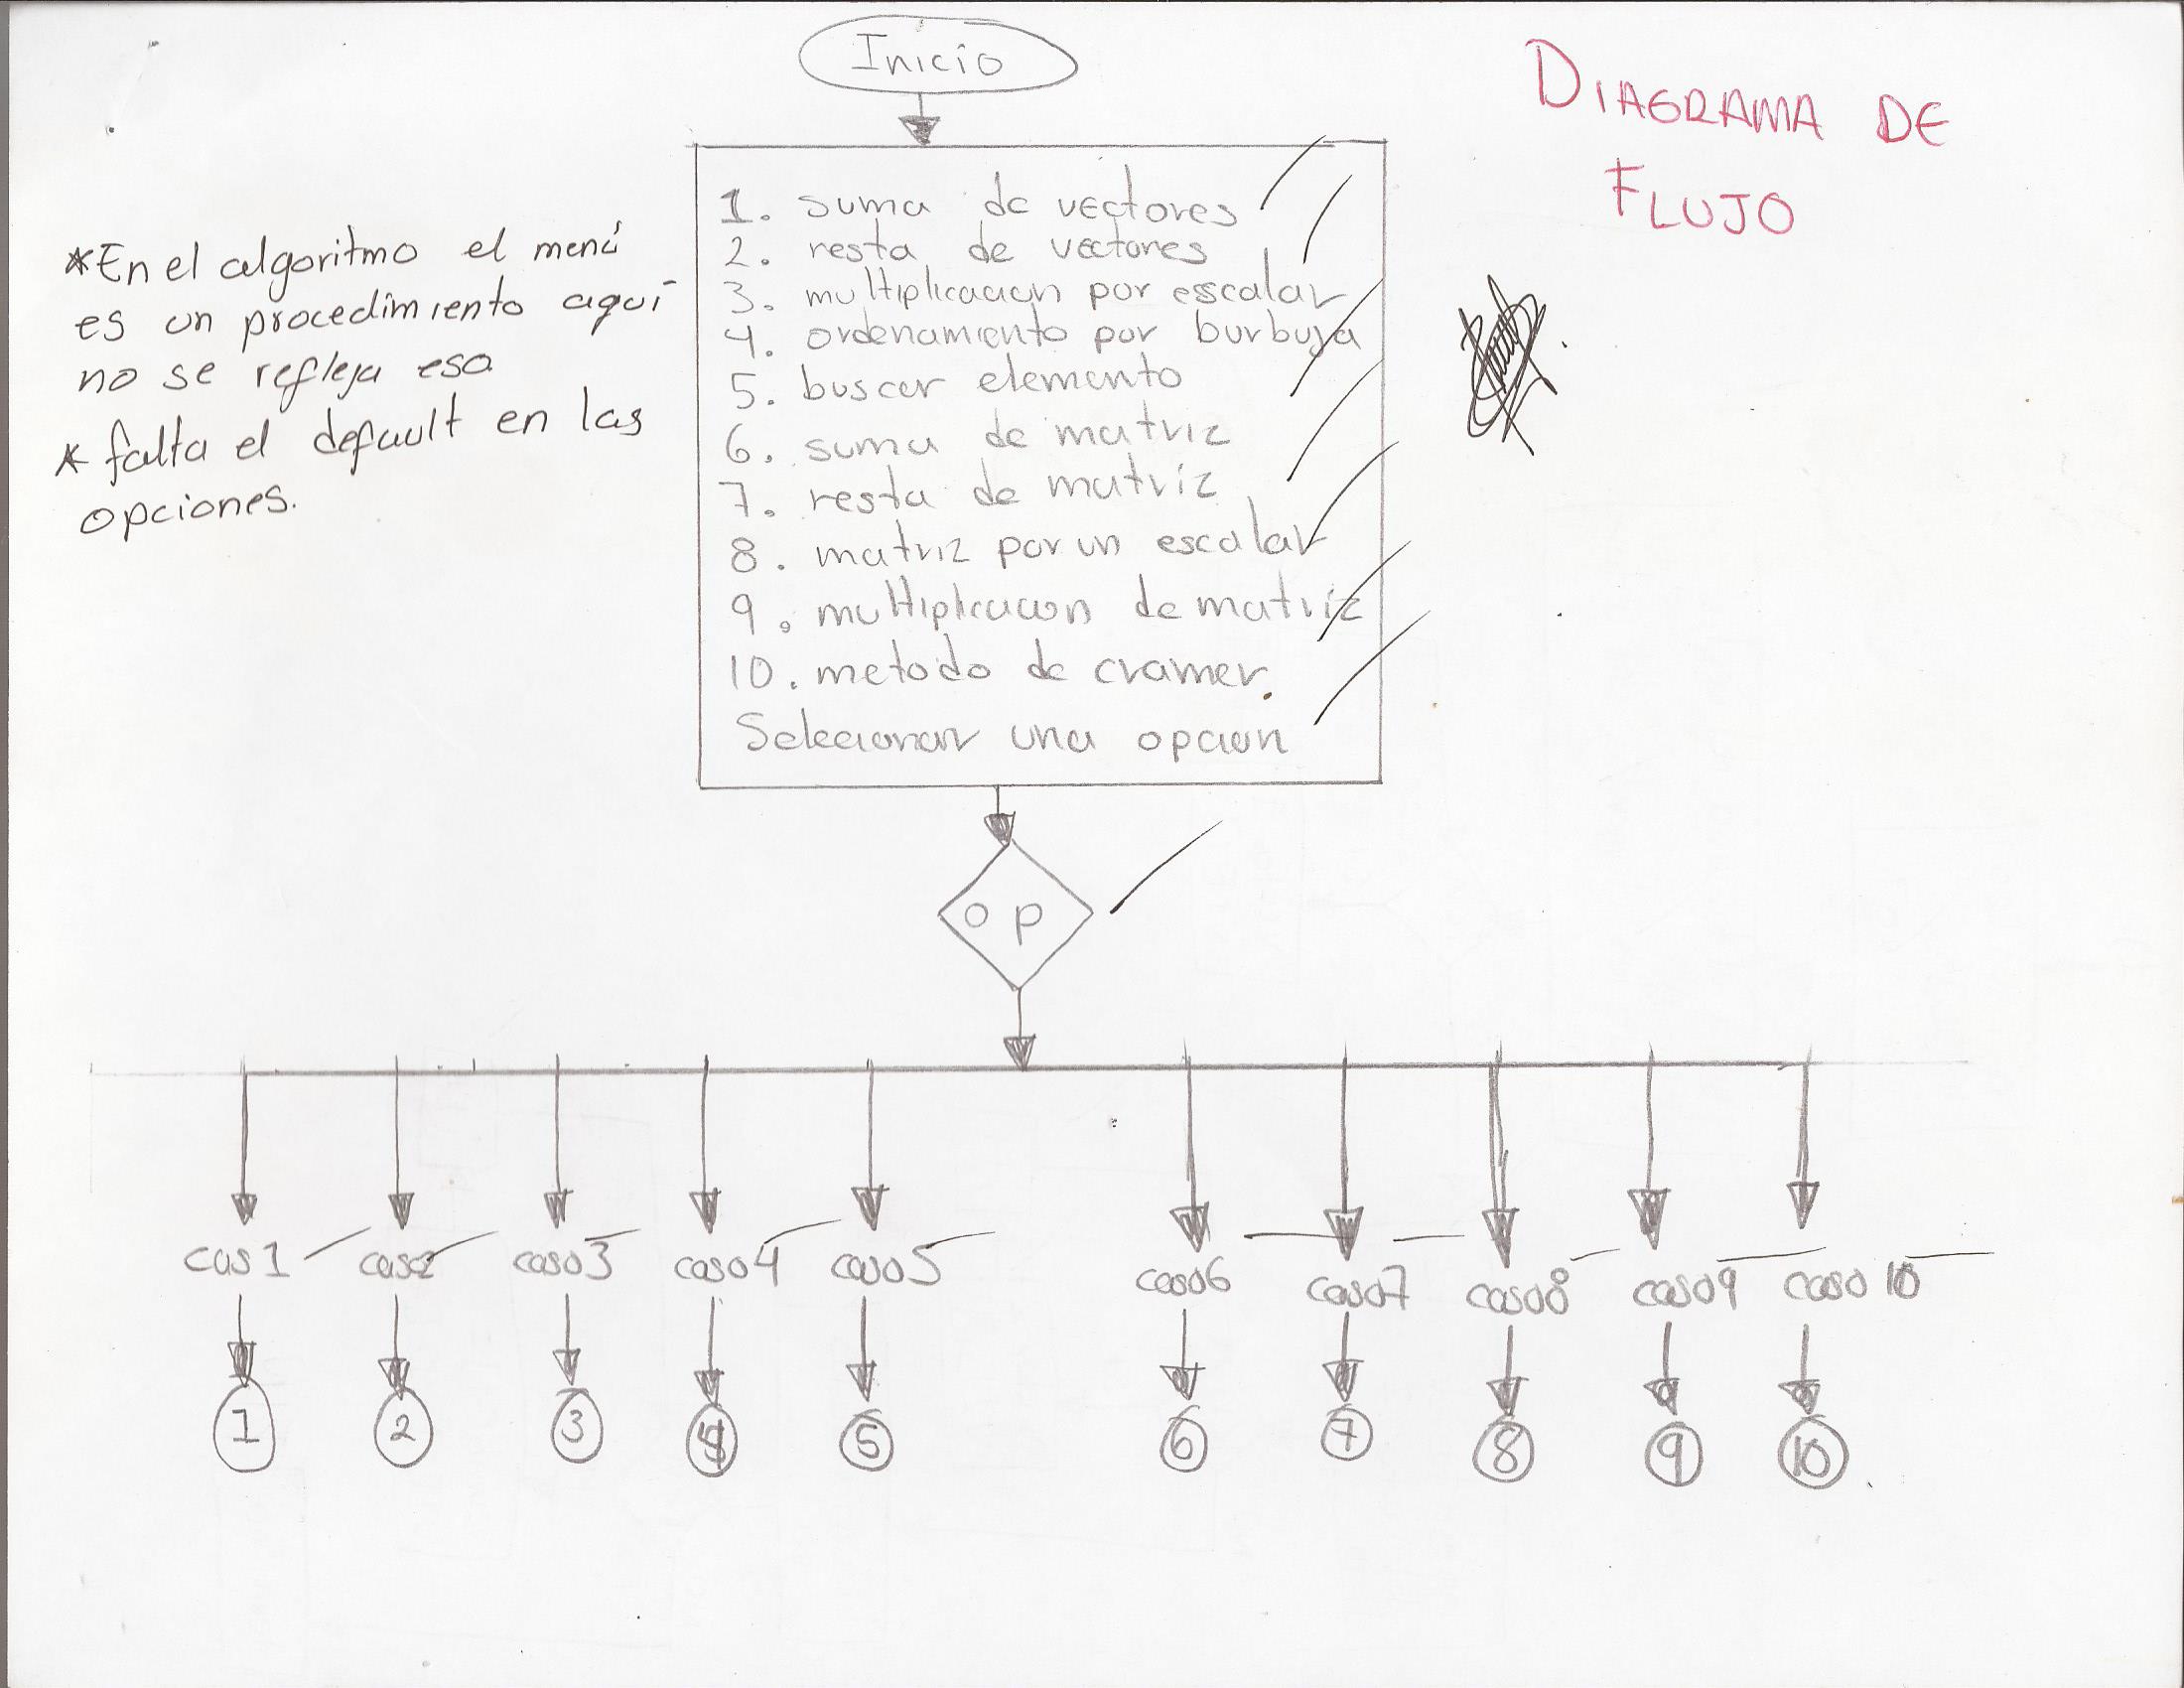 Inicio
DIAGRAMA DE
FLUJO
*En el algoritmo el menú
es un procedimiento aquí
no se refleja eso
* falta el default en las
opciones.
1. suma de vectores
2. resta de vectores
3. multiplicacion por escalar
4. ordenamiento por burbuja
5. buscar elemento
6. suma de matriz
7. resta de matriz
8. matriz por un escalar
9. multiplicacion de matriz
10. metodo de cramer.
Seleccionar una opcion
op
cas1 caso2 caso3 caso4 caso5 caso6 caso7 caso8 caso9 caso 10
1 2 3 4 5 6 7 8 9 10